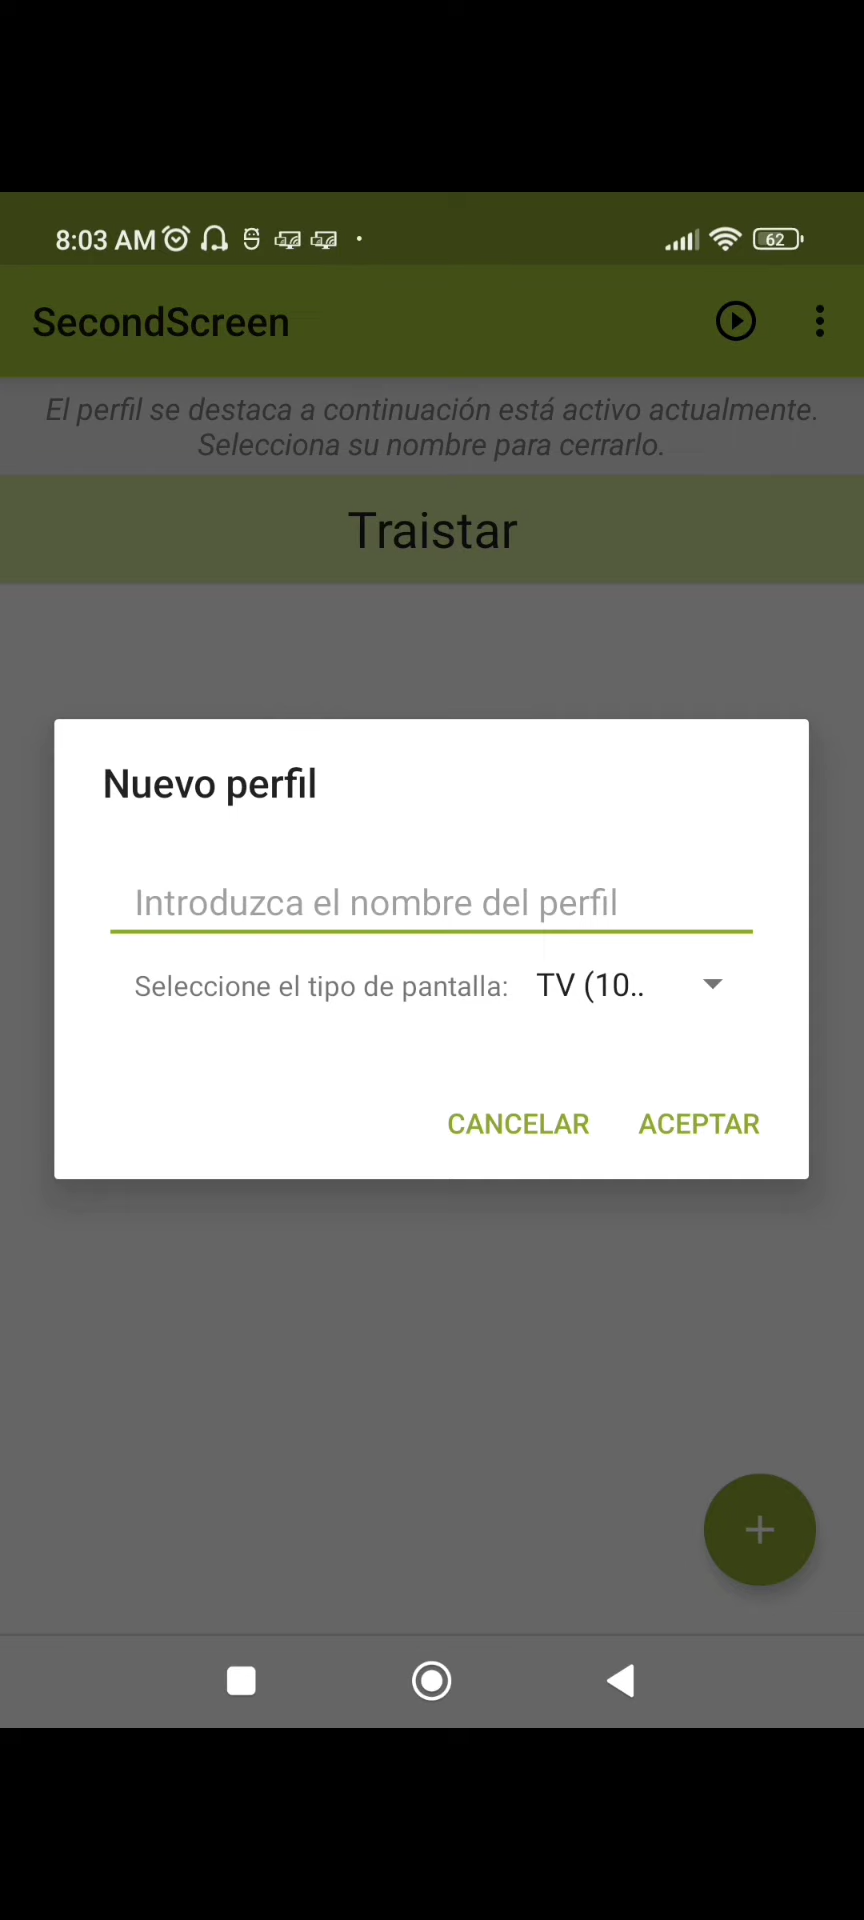 8:03 AM
62
SecondScreen
El perfil se destaca a continuación está activo actualmente.
Selecciona su nombre para cerrarlo.
Traistar
Nuevo perfil
Introduzca el nombre del perfil
Seleccione el tipo de pantalla: TV (10..
CANCELAR ACEPTAR